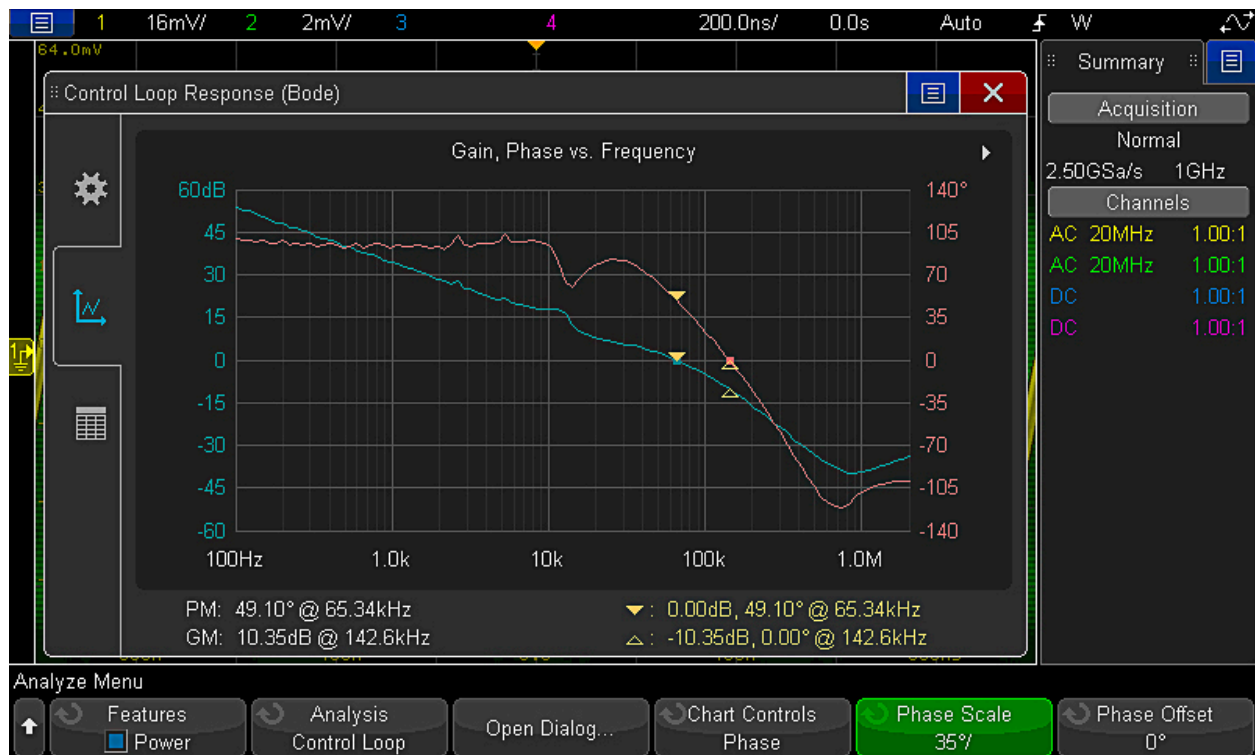 1 16mV/ 2 2mV/ 3 4 200.0ns/ 0.0s Auto W
64.0mV
Summary
Control Loop Response (Bode)
Acquisition
Normal
2.50GSa/s 1GHz
Channels
AC 20MHz 1.00:1
AC 20MHz 1.00:1
DC 1.00:1
DC 1.00:1
Gain, Phase vs. Frequency
60dB 140°
45 105
30 70
15 35
0 0
-15 -35
-30 -70
-45 -105
-60 -140
100Hz 1.0k 10k 100k 1.0M
PM: 49.10° @ 65.34kHz
GM: 10.35dB @ 142.6kHz
: 0.00dB, 49.10° @ 65.34kHz
: -10.35dB, 0.00° @ 142.6kHz
Analyze Menu
Features
Power
Analysis
Control Loop
Open Dialog...
Chart Controls
Phase
Phase Scale
35°/
Phase Offset
0°